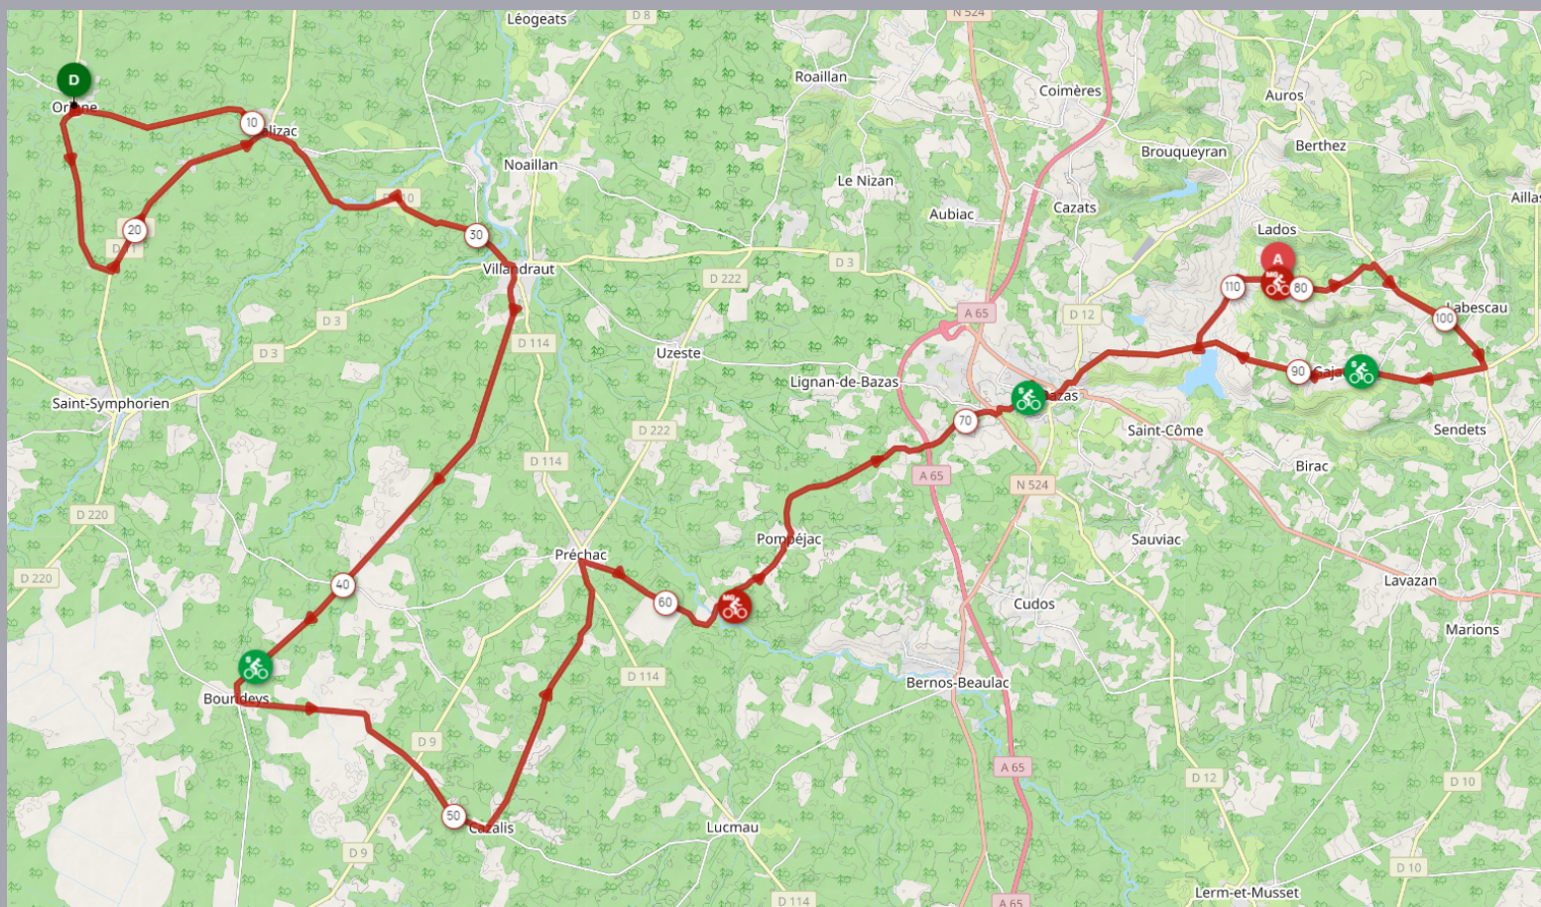 Léogeats
D 8
N 524
D
Roaillan
Coimères
Auros
10
Noaillan
Brouqueyran
Berthez
Le Nizan
Cazats
Aubiac
20
30
Lados
A
Villandraut
D 3
D 222
80
110
MG
A 65
D 12
100
Labescau
D 3
D 114
Uzeste
D 3
Lignan-de-Bazas
90
S
S
Saint-Symphorien
70
Saint-Côme
Sendets
D 222
Birac
D 114
A 65
N 524
D 220
Pompéjac
Sauviac
Préchac
D 220
40
Lavazan
60
MG
Cudos
Marions
S
D 114
Bernos-Beaulac
Bourideys
D 9
A 65
D 12
D 10
50
Cazalis
Lucmau
D 9
D 10
Lerm-et-Musset
D 114
A 65